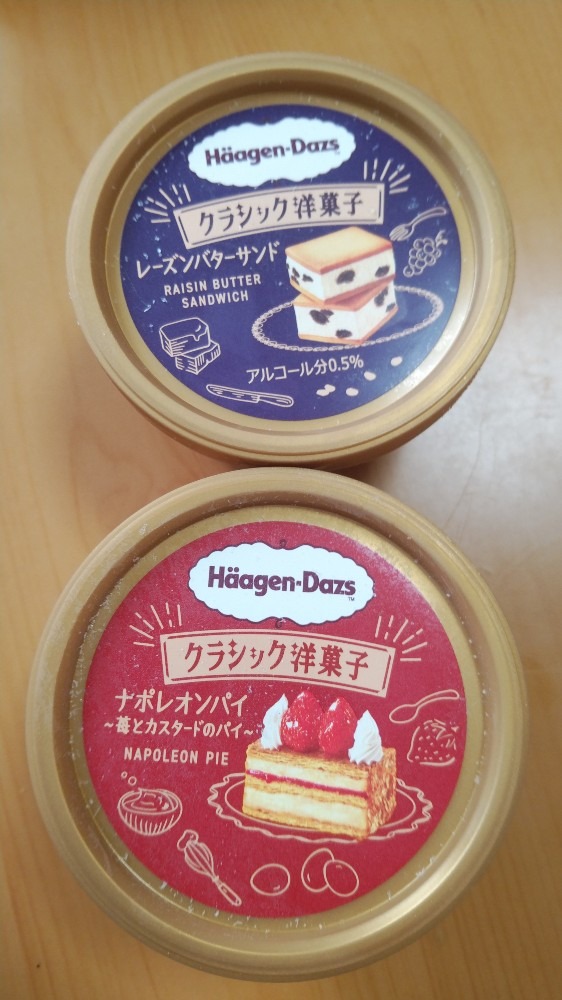 Häagen-Dazs
クラシック洋菓子
レーズンバターサンド
RAISIN BUTTER
SANDWICH
アルコール分0.5%
Häagen-Dazs™
クラシック洋菓子
ナポレオンパイ
～苺とカスタードのパイ～
NAPOLEON PIE